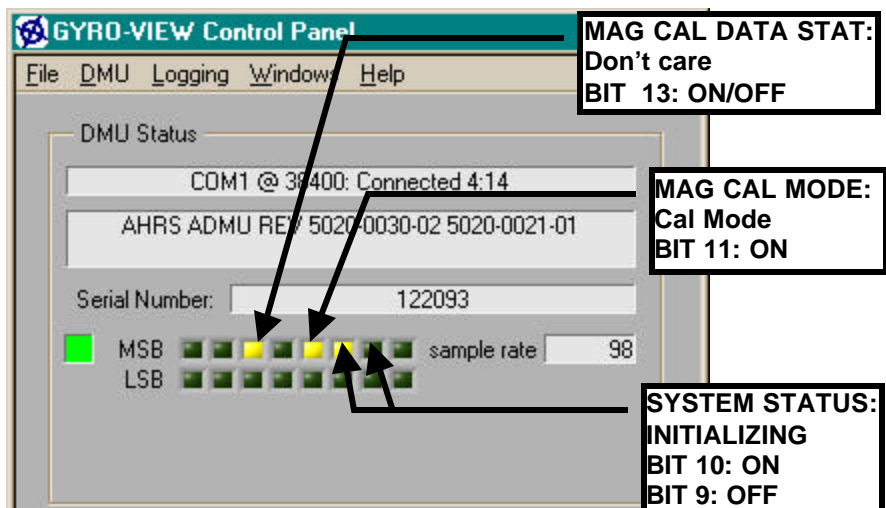 GYRO-VIEW Control Panel
File DMU Logging Windows Help
MAG CAL DATA STAT:
Don't care
BIT 13: ON/OFF
DMU Status
COM1 @ 38400: Connected 4:14
AHRS ADMU REV 5020-0030-02 5020-0021-01
MAG CAL MODE:
Cal Mode
BIT 11: ON
Serial Number: 122093
MSB sample rate 98
LSB
SYSTEM STATUS:
INITIALIZING
BIT 10: ON
BIT 9: OFF